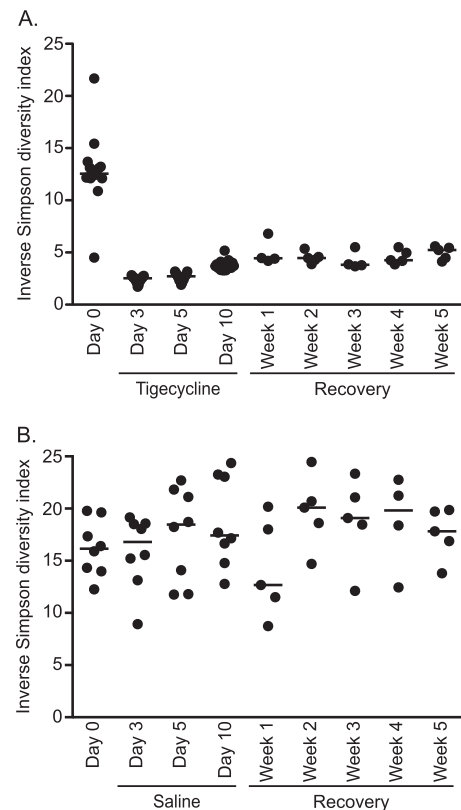 A.
Inverse Simpson diversity index
25
20
15
10
5
0
Day 0
Day 3
Day 5
Day 10
Week 1
Week 2
Week 3
Week 4
Week 5
Tigecycline
Recovery
B.
Inverse Simpson diversity index
25
20
15
10
5
0
Day 0
Day 3
Day 5
Day 10
Week 1
Week 2
Week 3
Week 4
Week 5
Saline
Recovery